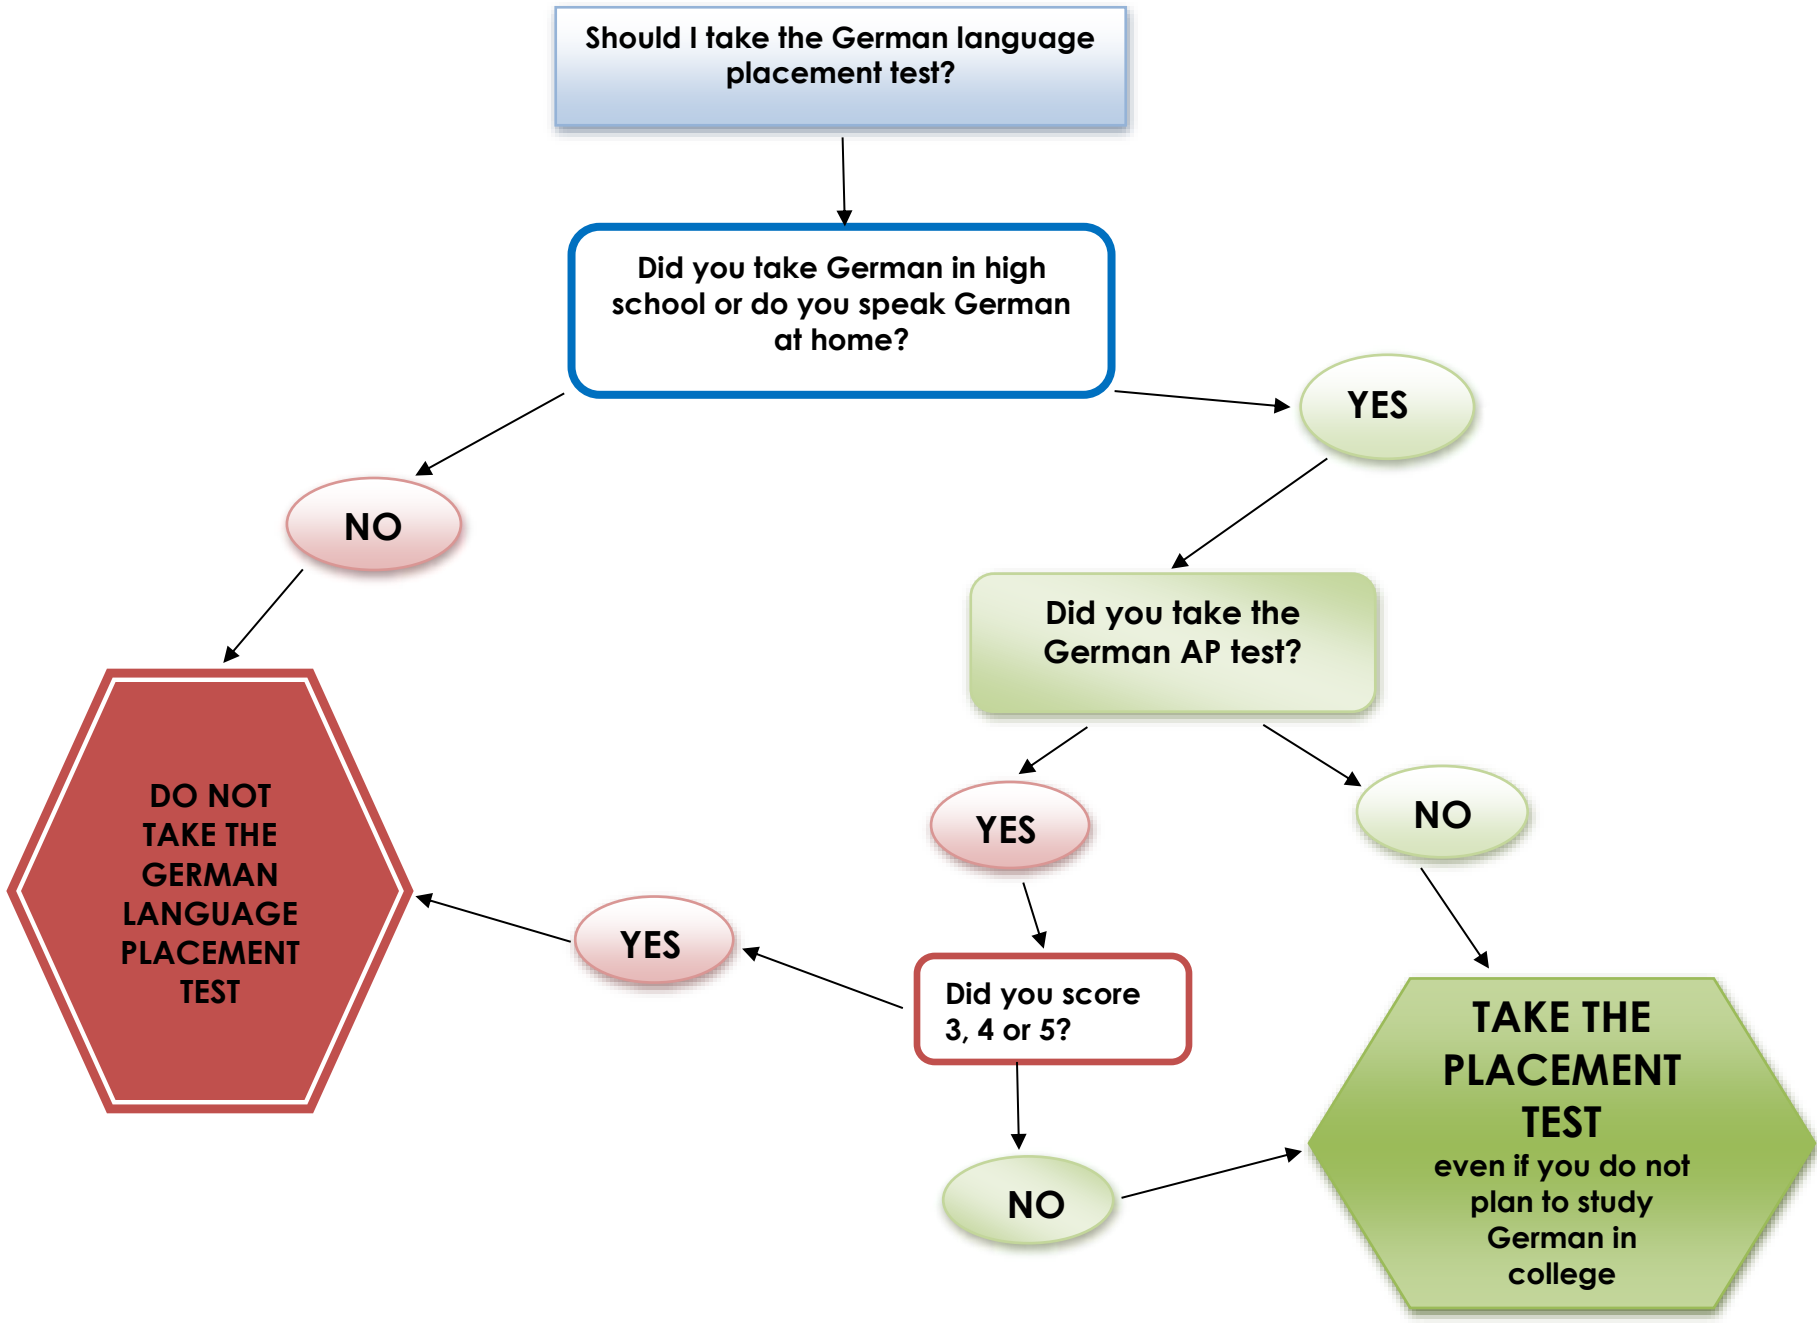 Should I take the German language
placement test?
Did you take German in high
school or do you speak German
at home?
YES
NO
Did you take the
German AP test?
YES
NO
DO NOT
TAKE THE
GERMAN
LANGUAGE
PLACEMENT
TEST
YES
Did you score
3, 4 or 5?
NO
TAKE THE
PLACEMENT
TEST
even if you do not
plan to study
German in
college